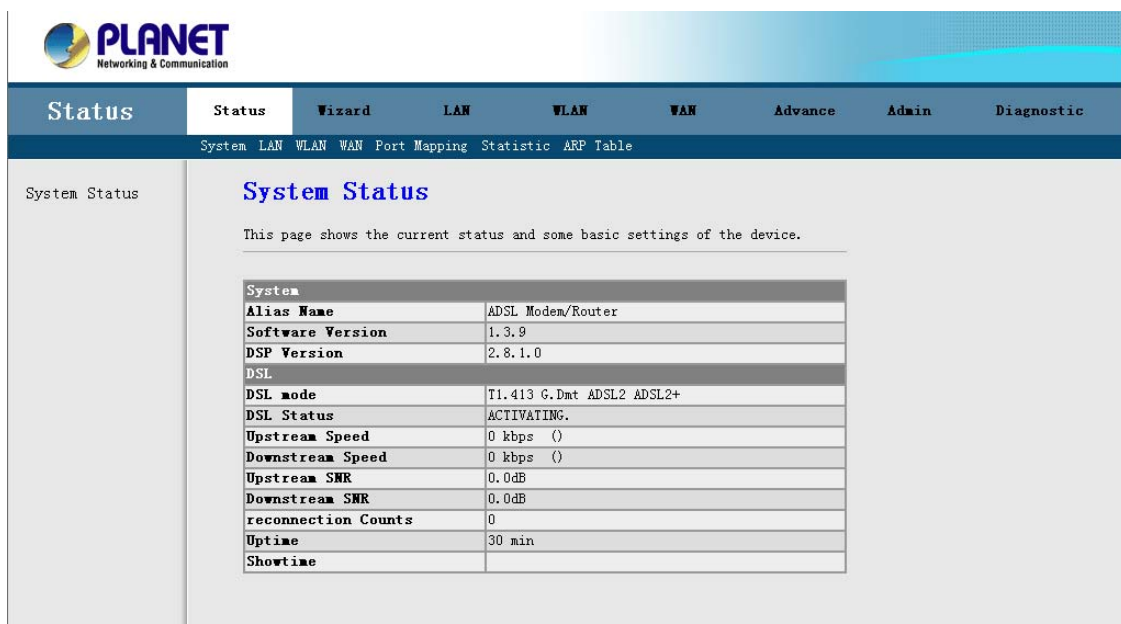 PLANET
Networking & Communication
Status
Status Wizard LAN WLAN WAN Advance Admin Diagnostic
System LAN WLAN WAN Port Mapping Statistic ARP Table
System Status
System Status
This page shows the current status and some basic settings of the device.
System
Alias Name ADSL Modem/Router
Software Version 1.3.9
DSP Version 2.8.1.0
DSL
DSL mode T1.413 G.Dmt ADSL2 ADSL2+
DSL Status ACTIVATING.
Upstream Speed 0 kbps ()
Downstream Speed 0 kbps ()
Upstream SNR 0.0dB
Downstream SNR 0.0dB
reconnection Counts 0
Uptime 30 min
Showtime